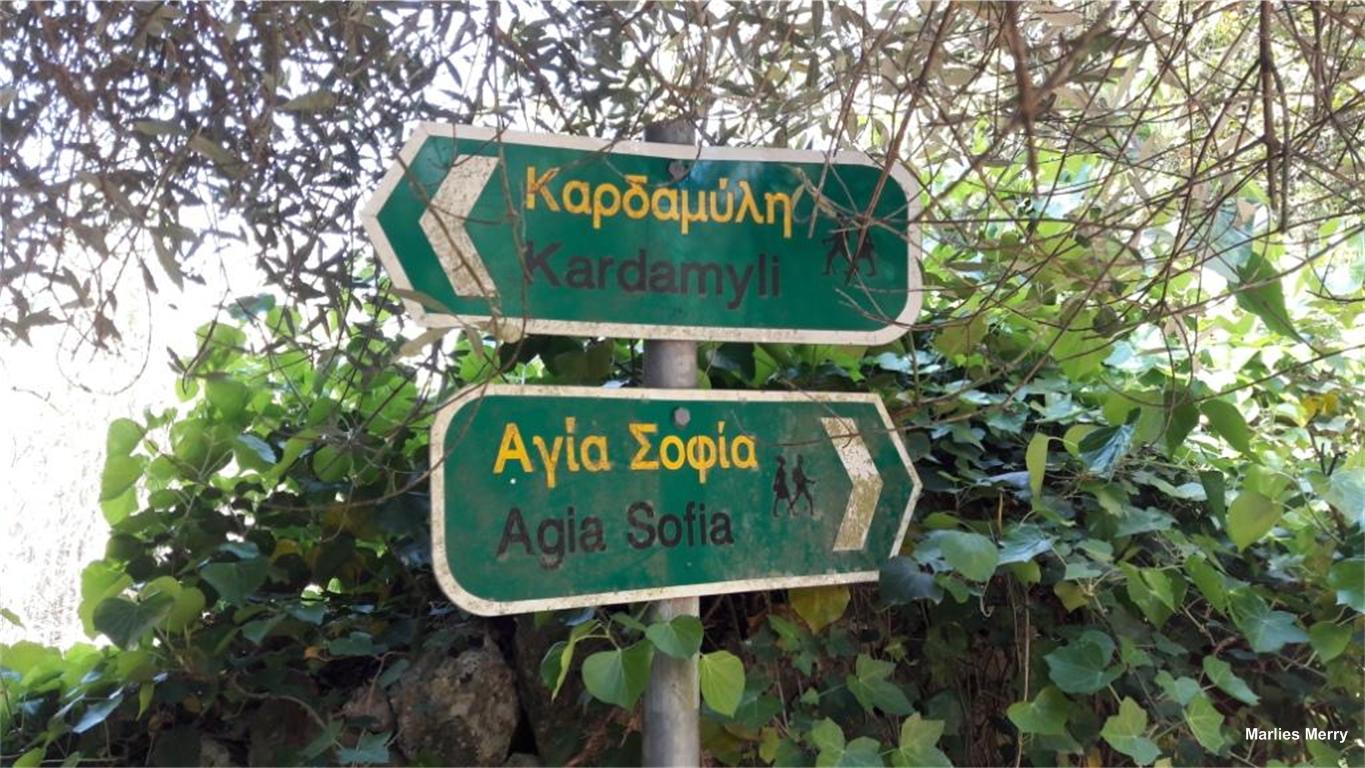 Καρδαμύλη
Kardamyli
Αγία Σοφία
Agia Sofia
Marlies Merry